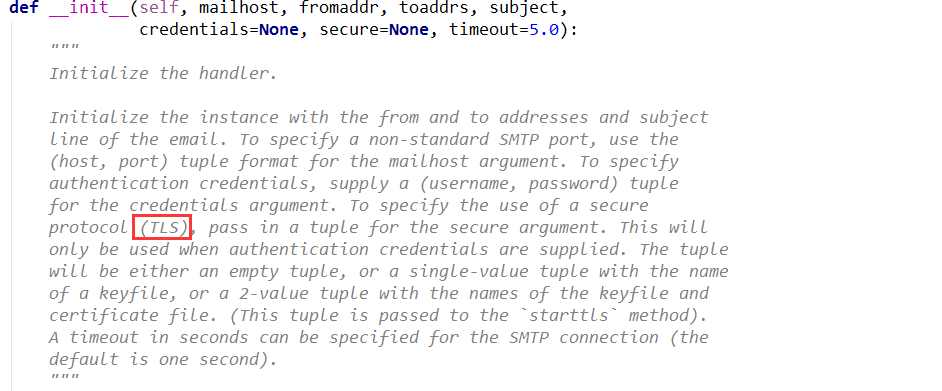 def __init__(self, mailhost, fromaddr, toaddrs, subject,
credentials=None, secure=None, timeout=5.0):
"""
Initialize the handler.
Initialize the instance with the from and to addresses and subject
line of the email. To specify a non-standard SMTP port, use the
(host, port) tuple format for the mailhost argument. To specify
authentication credentials, supply a (username, password) tuple
for the credentials argument. To specify the use of a secure
protocol (TLS), pass in a tuple for the secure argument. This will
only be used when authentication credentials are supplied. The tuple
will be either an empty tuple, or a single-value tuple with the name
of a keyfile, or a 2-value tuple with the names of the keyfile and
certificate file. (This tuple is passed to the `starttls` method).
A timeout in seconds can be specified for the SMTP connection (the
default is one second).
"""